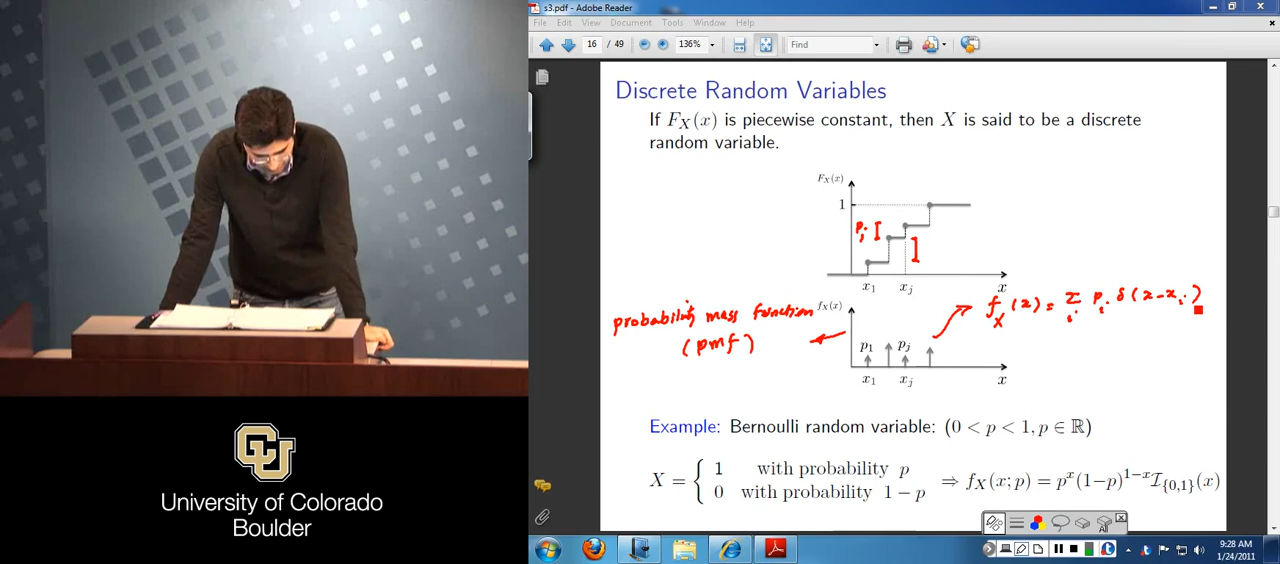 s3.pdf - Adobe Reader
File Edit View Document Tools Window Help
16 / 49 136% Find
Discrete Random Variables
If F_X(x) is piecewise constant, then X is said to be a discrete
random variable.
F_X(x)
1
p_j
x_1 x_j x
probability mass function
(pmf)
f_X(x)
f_X(x) = Σ_i p_i δ(x-x_i)
p_1 p_j
x_1 x_j x
Example: Bernoulli random variable: (0 < p < 1, p ∈ ℝ)
X = { 1 with probability p
0 with probability 1 − p
⇒ f_X(x; p) = p^x(1−p)^{1−x} I_{{0,1}}(x)
All
CU
University of Colorado
Boulder
9:28 AM
1/24/2011